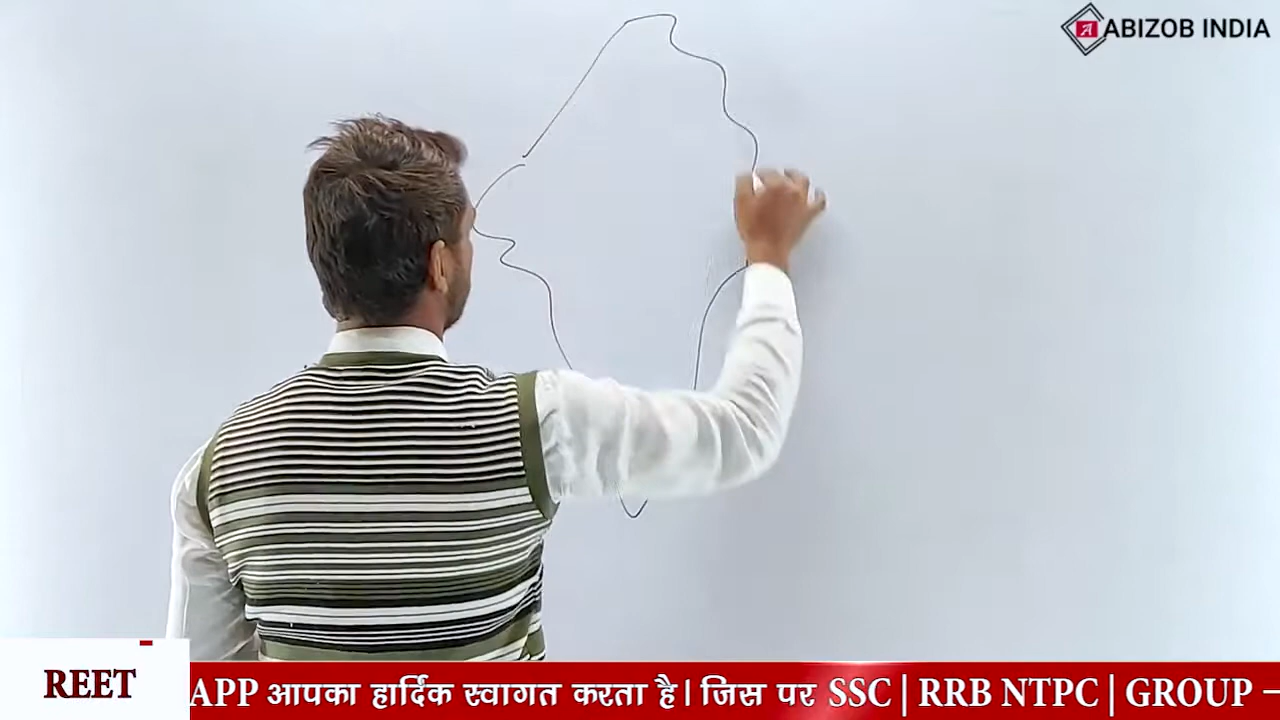 ABIZOB INDIA
REET
APP आपका हार्दिक स्वागत करता है। जिस पर SSC | RRB NTPC | GROUP –